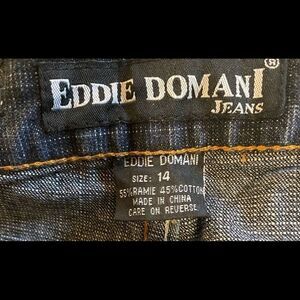 EDDIE DOMANI ®
JEANS
EDDIE DOMANI
SIZE: 14
55%RAMIE 45%COTTON
MADE IN CHINA
CARE ON REVERSE